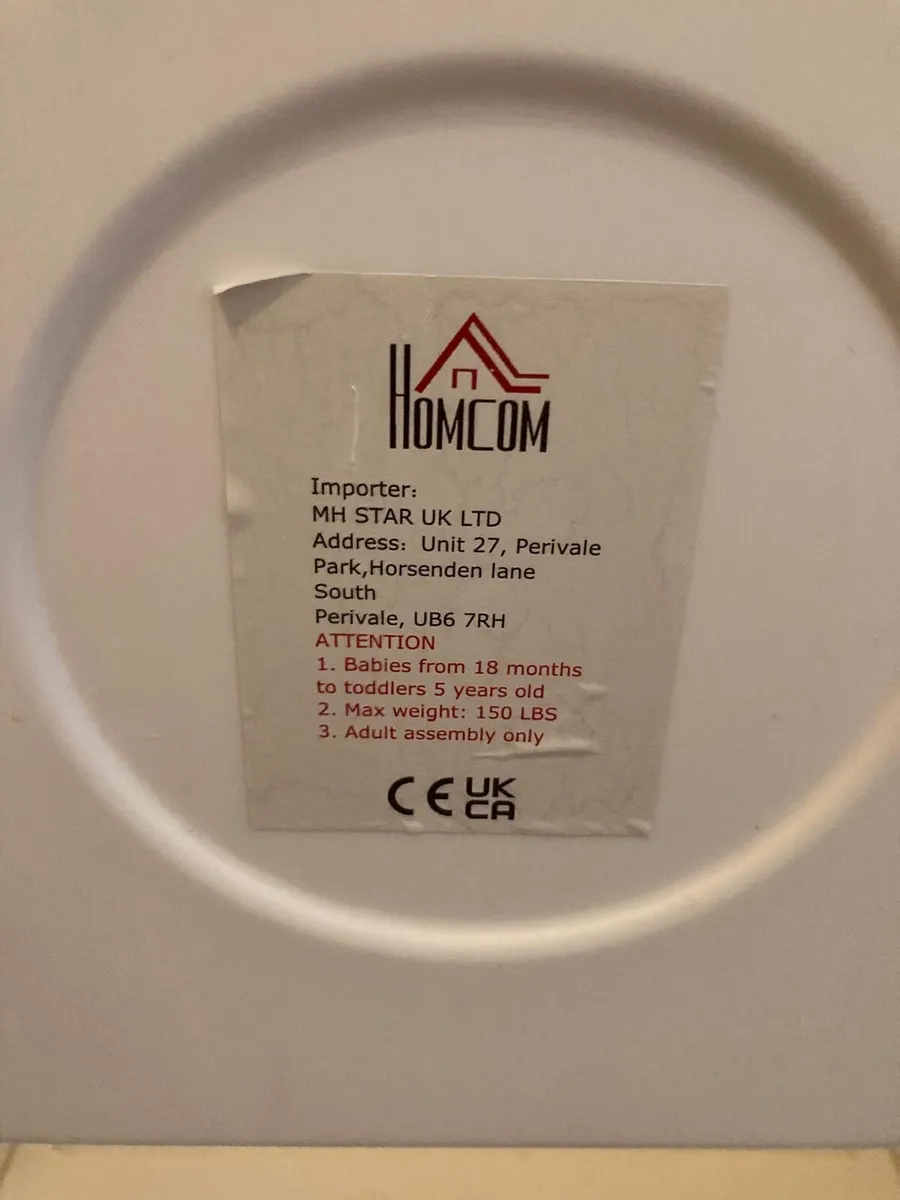 HOMCOM
Importer:
MH STAR UK LTD
Address: Unit 27, Perivale
Park,Horsenden lane
South
Perivale, UB6 7RH
ATTENTION
1. Babies from 18 months
to toddlers 5 years old
2. Max weight: 150 LBS
3. Adult assembly only
CE UK
CA